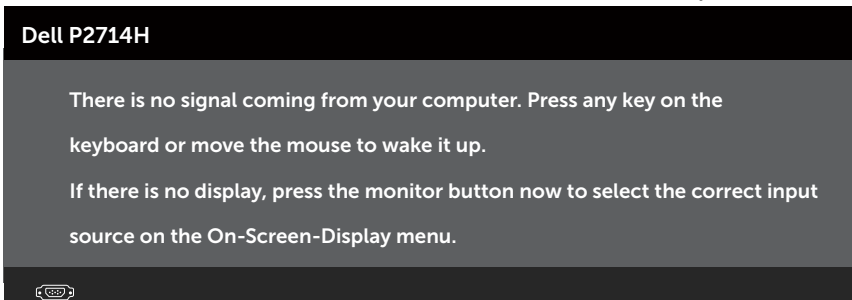 Dell P2714H
There is no signal coming from your computer. Press any key on the
keyboard or move the mouse to wake it up.
If there is no display, press the monitor button now to select the correct input
source on the On-Screen-Display menu.